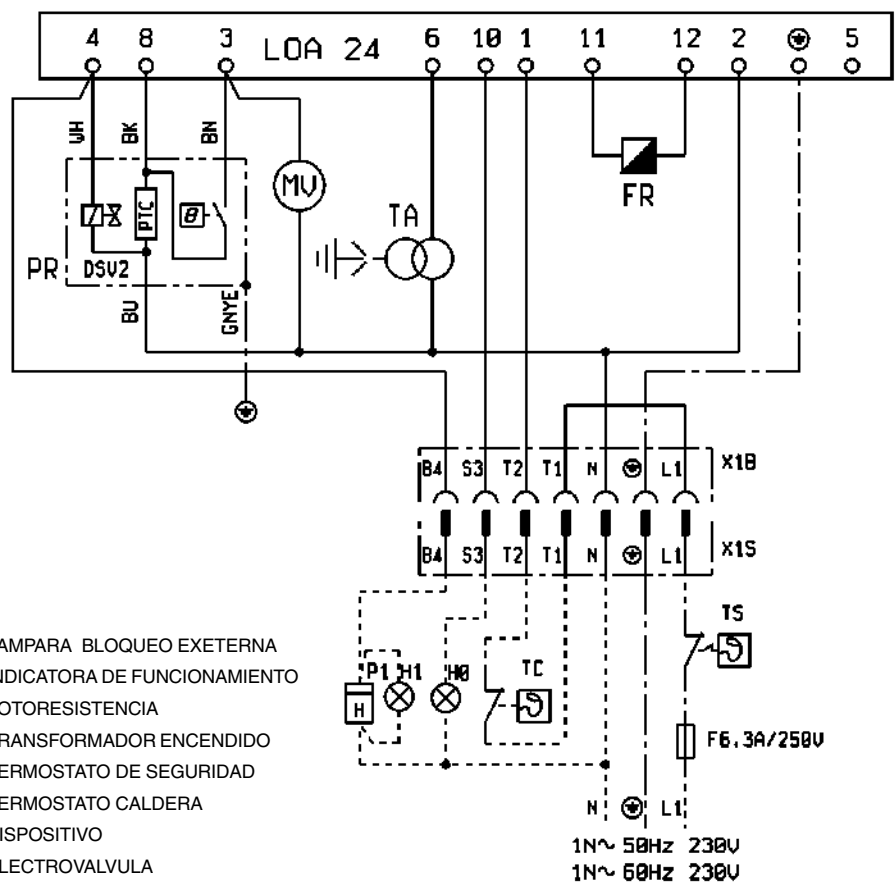 4 8 3 LOA 24 6 10 1 11 12 2 5
WH BK BN
MV
PTC
TA
FR
PR DSV2
BU GNYE
B4 S3 T2 T1 N L1 X1B
B4 S3 T2 T1 N L1 X1S
TS
P1 H1 H0 TC
H
F6.3A/250V
N L1
1N~ 50Hz 230V
1N~ 60Hz 230V
AMPARA BLOQUEO EXETERNA
NDICATORA DE FUNCIONAMIENTO
OTORESISTENCIA
RANSFORMADOR ENCENDIDO
ERMOSTATO DE SEGURIDAD
ERMOSTATO CALDERA
ISPOSITIVO
LECTROVALVULA